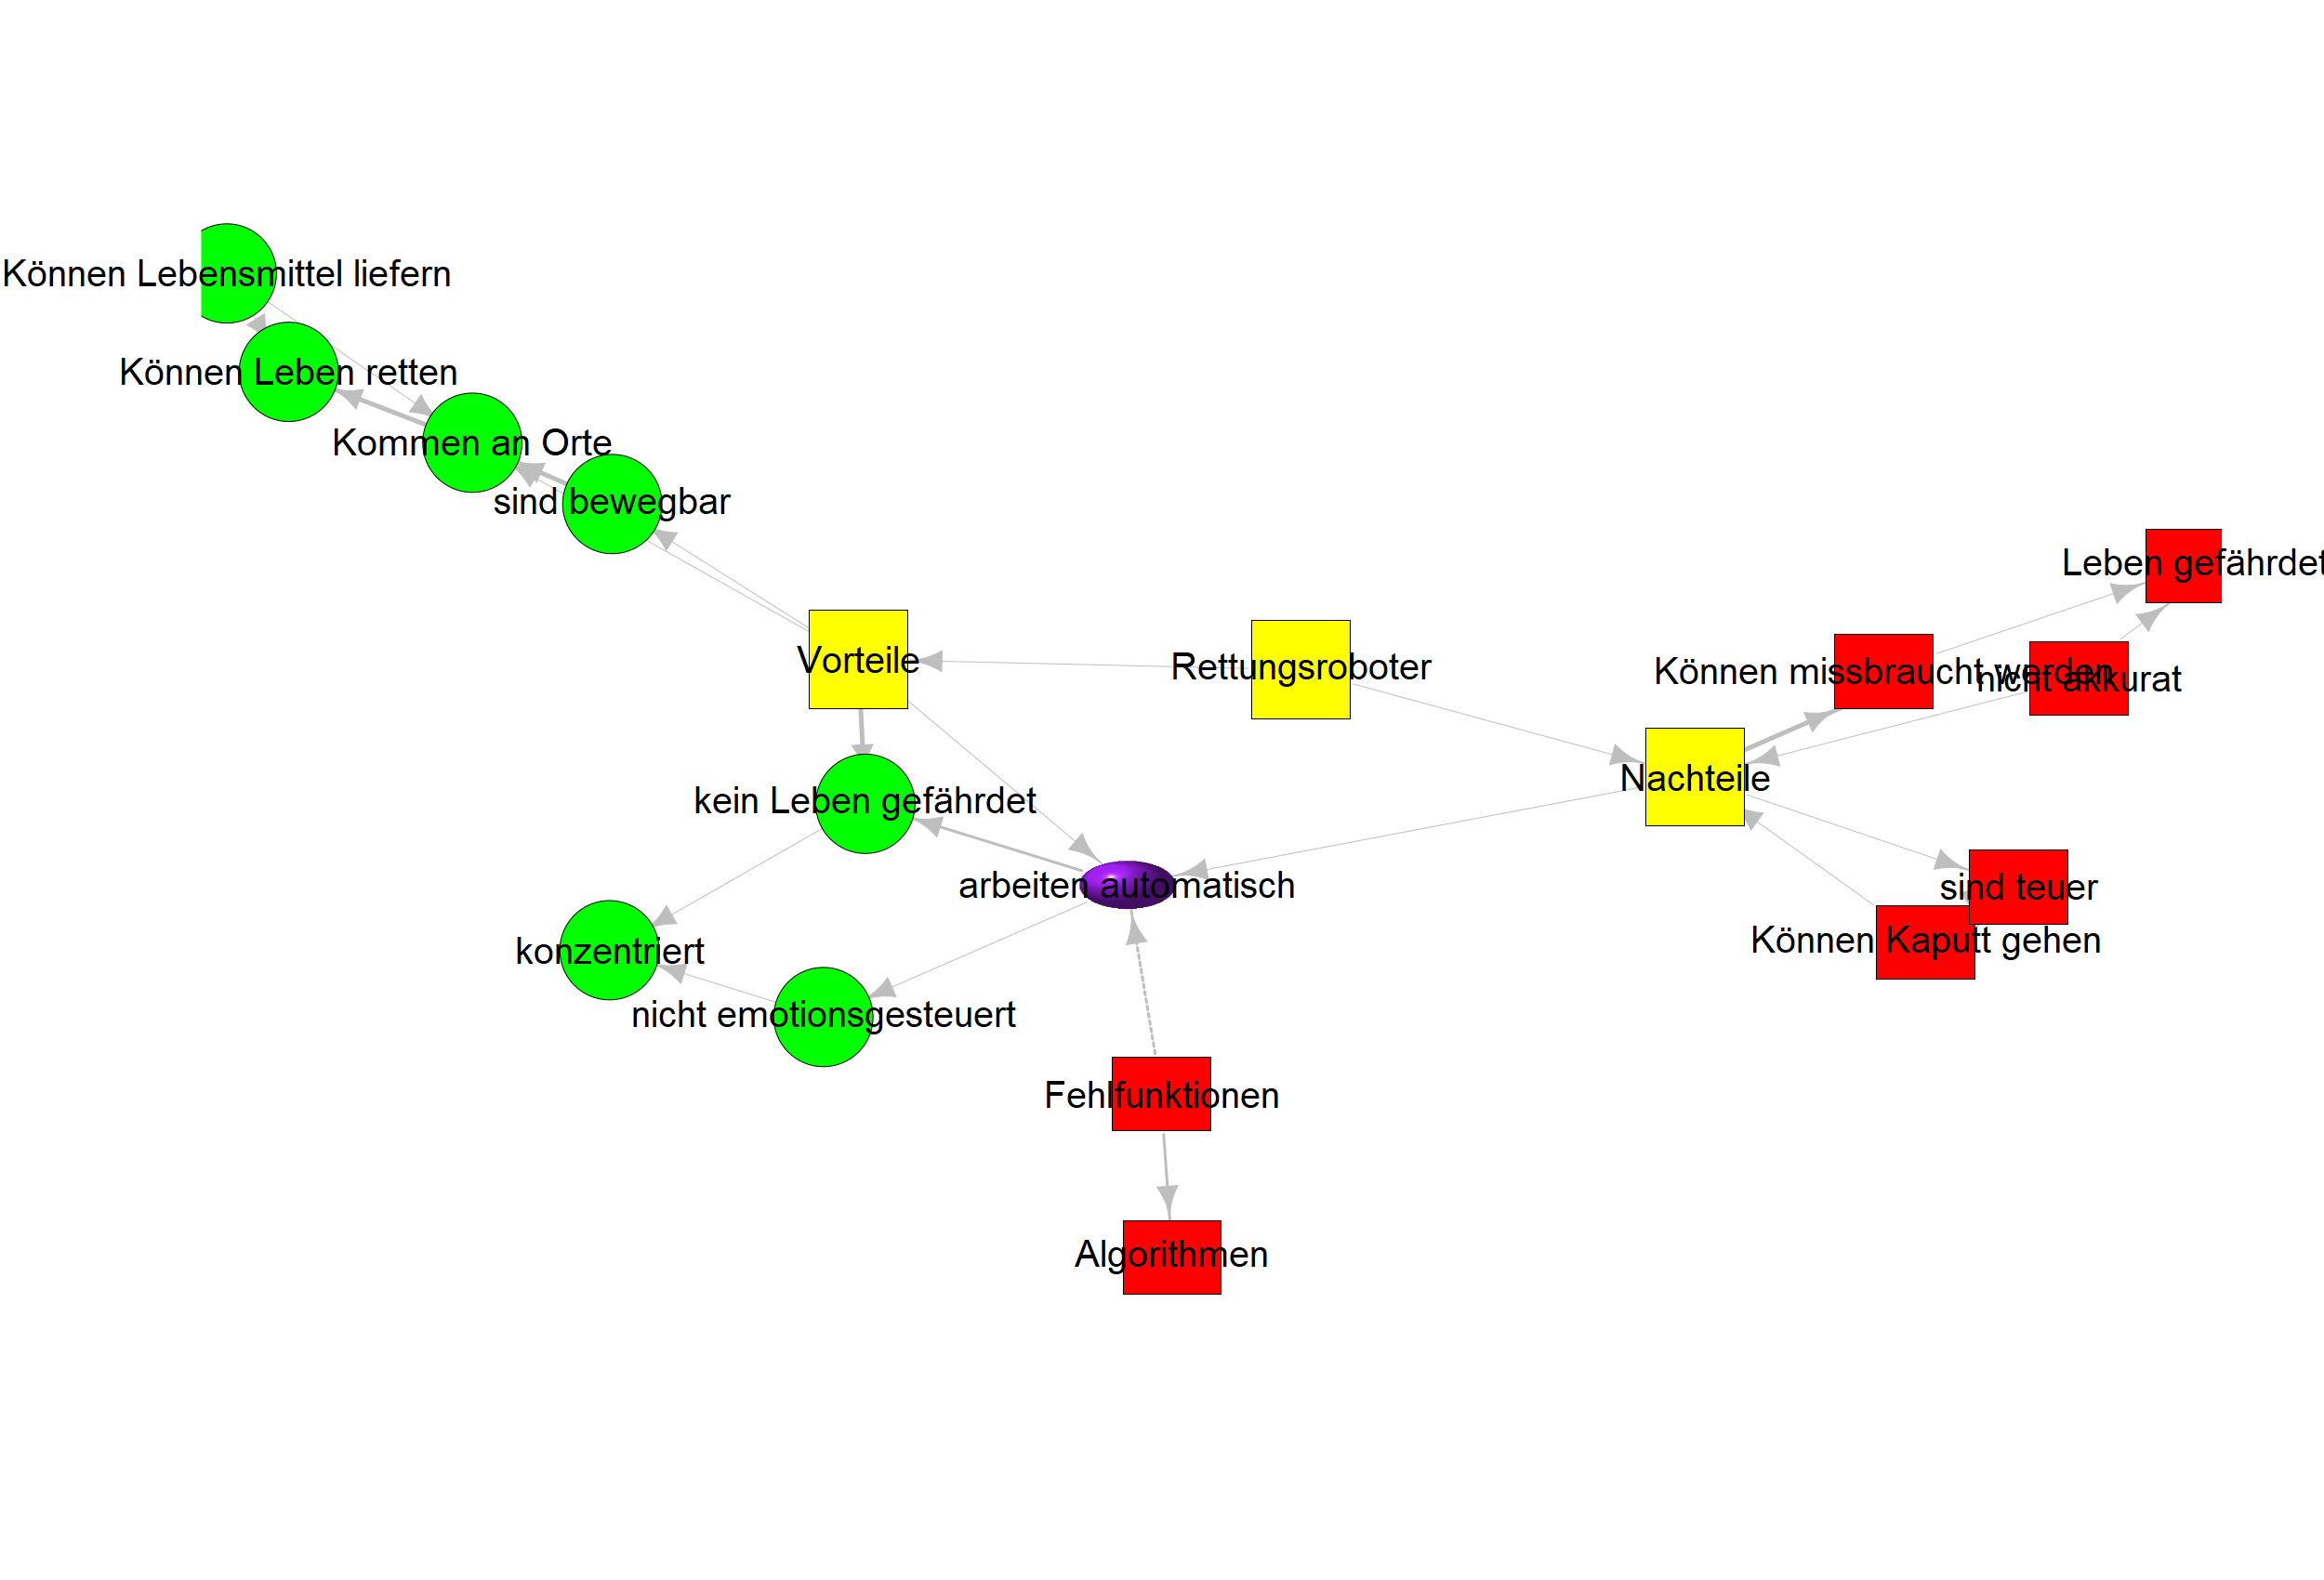 Können Lebensmittel liefern
Können Leben retten
Kommen an Orte
sind bewegbar
Leben gefährdet
Vorteile
Rettungsroboter
Können missbraucht werden
nicht akkurat
Nachteile
kein Leben gefährdet
arbeiten automatisch
sind teuer
Können Kaputt gehen
konzentriert
nicht emotionsgesteuert
Fehlfunktionen
Algorithmen